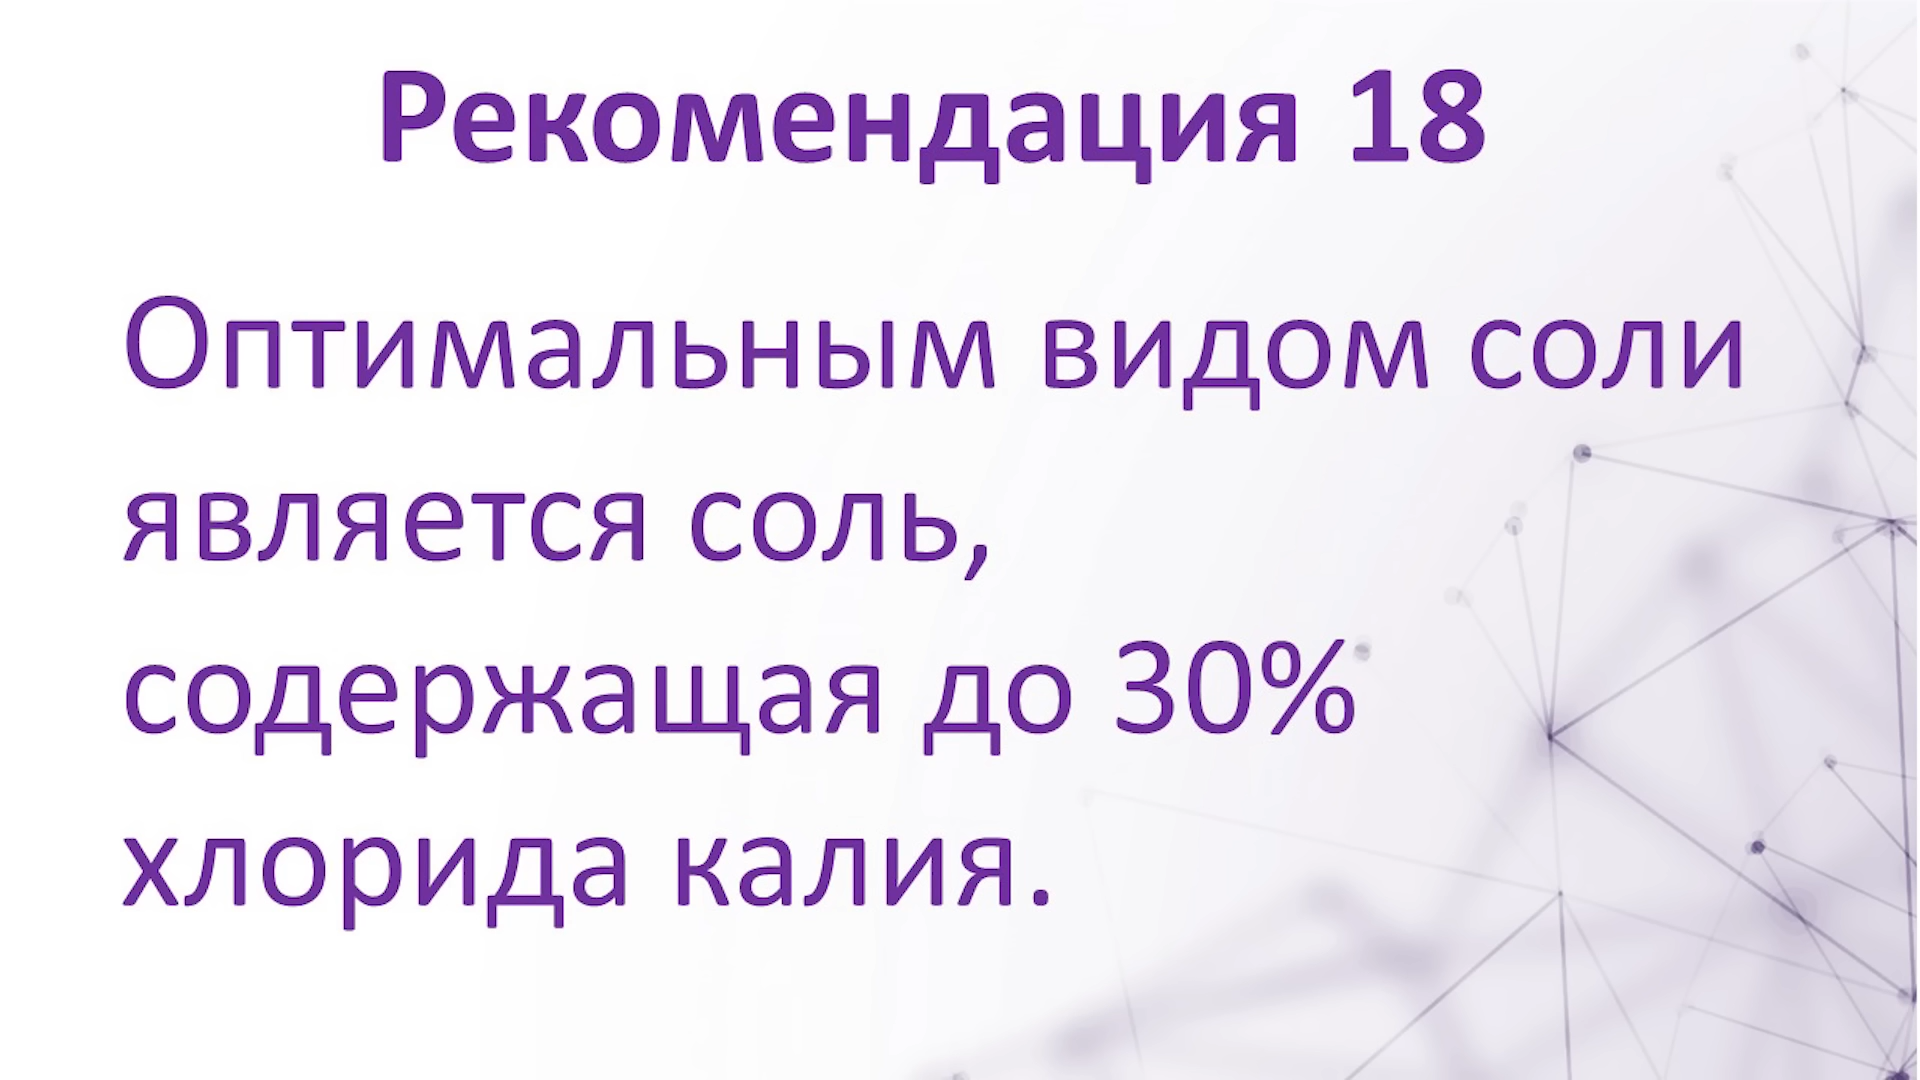 Рекомендация 18
Оптимальным видом соли
является соль,
содержащая до 30%
хлорида калия.